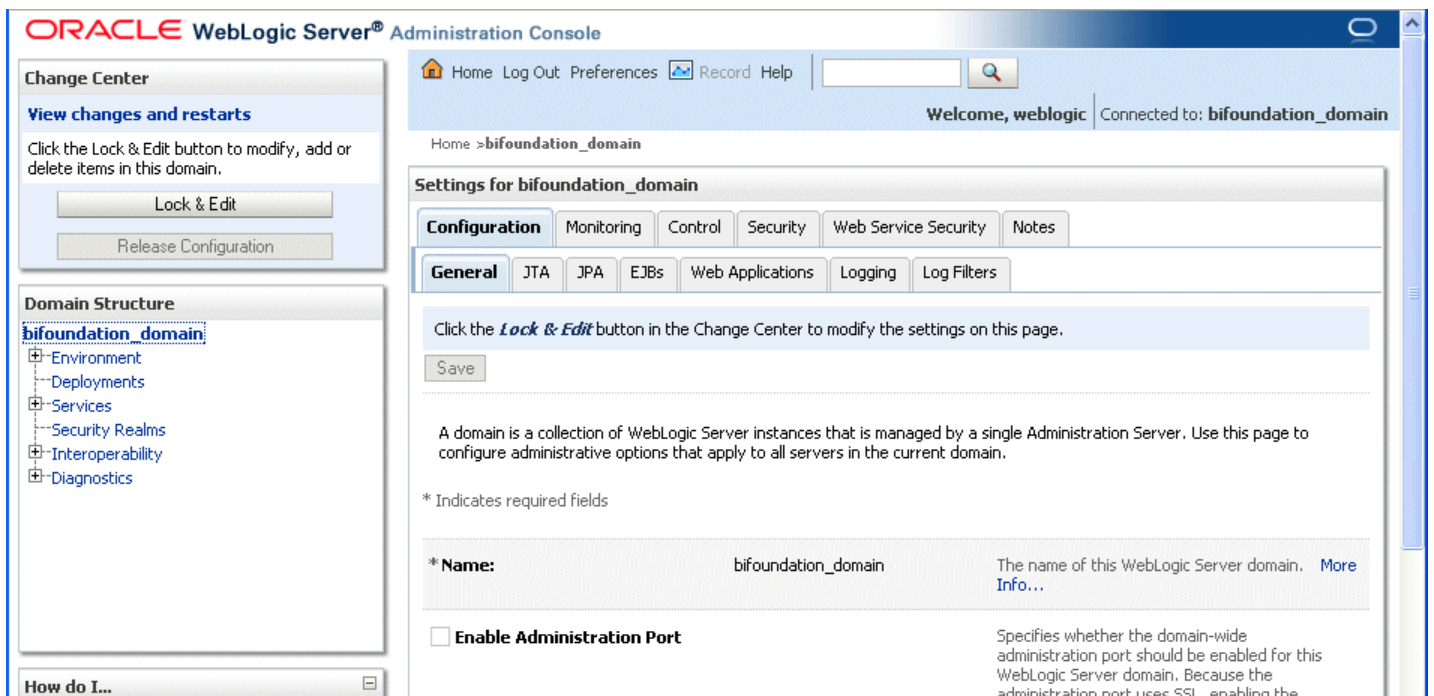 ORACLE WebLogic Server® Administration Console
Change Center
View changes and restarts
Click the Lock & Edit button to modify, add or
delete items in this domain.
Lock & Edit
Release Configuration
Domain Structure
bifoundation_domain
Environment
Deployments
Services
Security Realms
Interoperability
Diagnostics
How do I...
Home Log Out Preferences Record Help
Welcome, weblogic Connected to: bifoundation_domain
Home >bifoundation_domain
Settings for bifoundation_domain
Configuration Monitoring Control Security Web Service Security Notes
General JTA JPA EJBs Web Applications Logging Log Filters
Click the Lock & Edit button in the Change Center to modify the settings on this page.
Save
A domain is a collection of WebLogic Server instances that is managed by a single Administration Server. Use this page to
configure administrative options that apply to all servers in the current domain.
* Indicates required fields
* Name: bifoundation_domain The name of this WebLogic Server domain. More
Info...
Enable Administration Port Specifies whether the domain-wide
administration port should be enabled for this
WebLogic Server domain. Because the
administration port uses SSL, enabling the